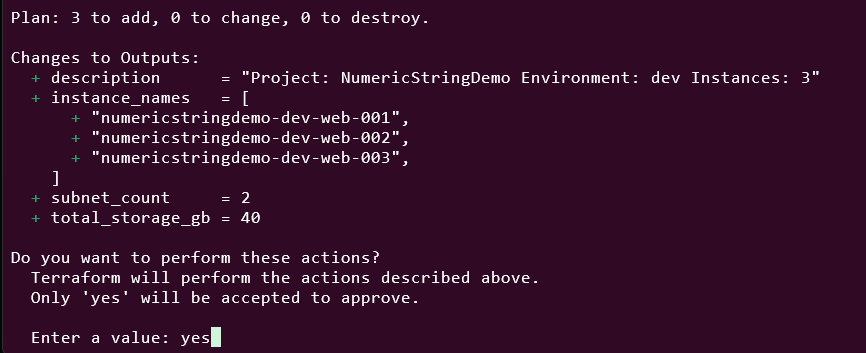 Plan: 3 to add, 0 to change, 0 to destroy.
Changes to Outputs:
+ description = "Project: NumericStringDemo Environment: dev Instances: 3"
+ instance_names = [
+ "numericstringdemo-dev-web-001",
+ "numericstringdemo-dev-web-002",
+ "numericstringdemo-dev-web-003",
]
+ subnet_count = 2
+ total_storage_gb = 40
Do you want to perform these actions?
Terraform will perform the actions described above.
Only 'yes' will be accepted to approve.
Enter a value: yes